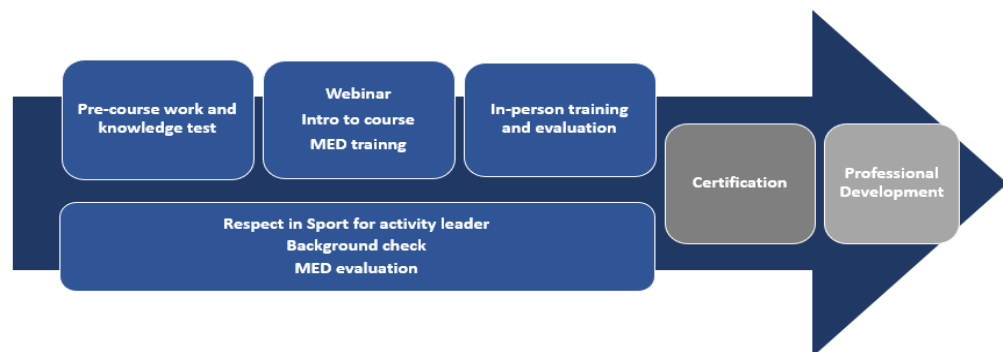 Pre-course work and
knowledge test
Webinar
Intro to course
MED trainng
In-person training
and evaluation
Respect in Sport for activity leader
Background check
MED evaluation
Certification
Professional
Development